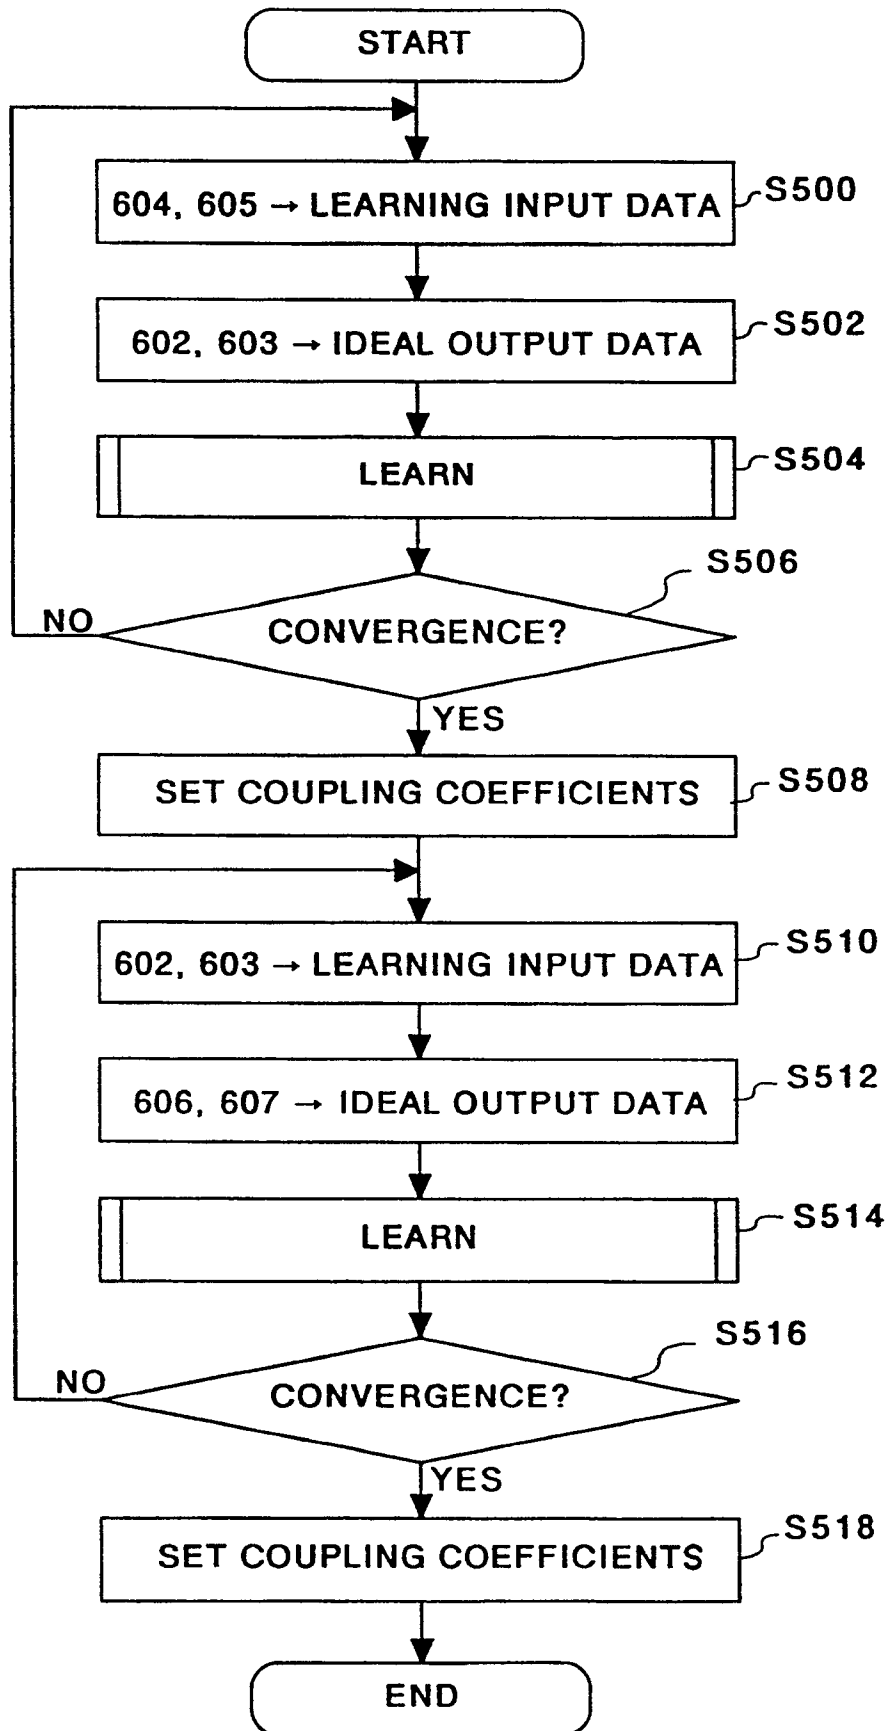 START
604, 605 → LEARNING INPUT DATA
S500
602, 603 → IDEAL OUTPUT DATA
S502
LEARN
S504
S506
CONVERGENCE?
NO
YES
SET COUPLING COEFFICIENTS
S508
602, 603 → LEARNING INPUT DATA
S510
606, 607 → IDEAL OUTPUT DATA
S512
LEARN
S514
S516
CONVERGENCE?
NO
YES
SET COUPLING COEFFICIENTS
S518
END